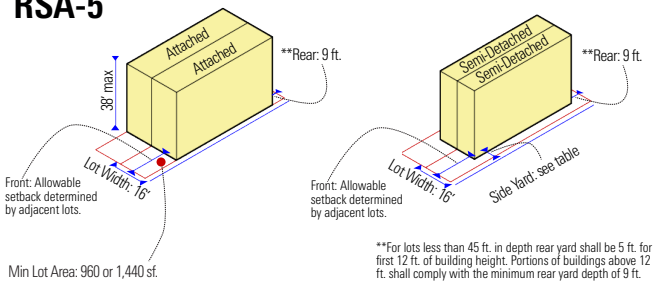 RSA-5
Attached
Attached
**Rear: 9 ft.
38' max
Lot Width: 16'
Front: Allowable
setback determined
by adjacent lots.
Min Lot Area: 960 or 1,440 sf.
Semi-Detached
Semi-Detached
**Rear: 9 ft.
Lot Width: 16'
Side Yard: see table
Front: Allowable
setback determined
by adjacent lots.
**For lots less than 45 ft. in depth rear yard shall be 5 ft. for
first 12 ft. of building height. Portions of buildings above 12
ft. shall comply with the minimum rear yard depth of 9 ft.